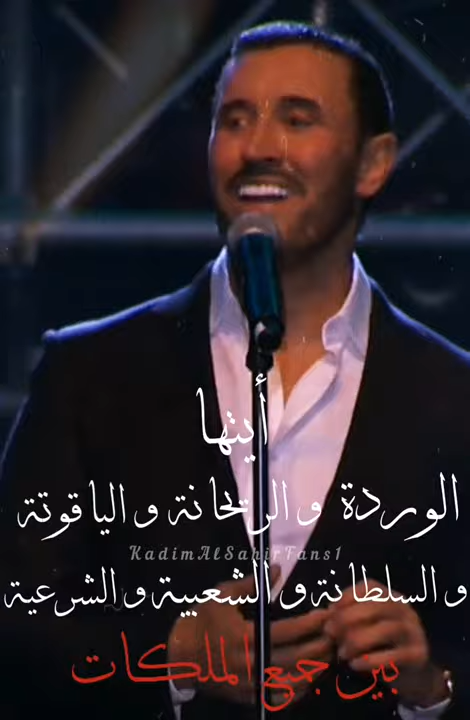 أيتها
الوردة والريحانة والياقوتة
KadimAlSahirFans1
والسلطانة والشعبية والشرعية
بين جميع الملكات